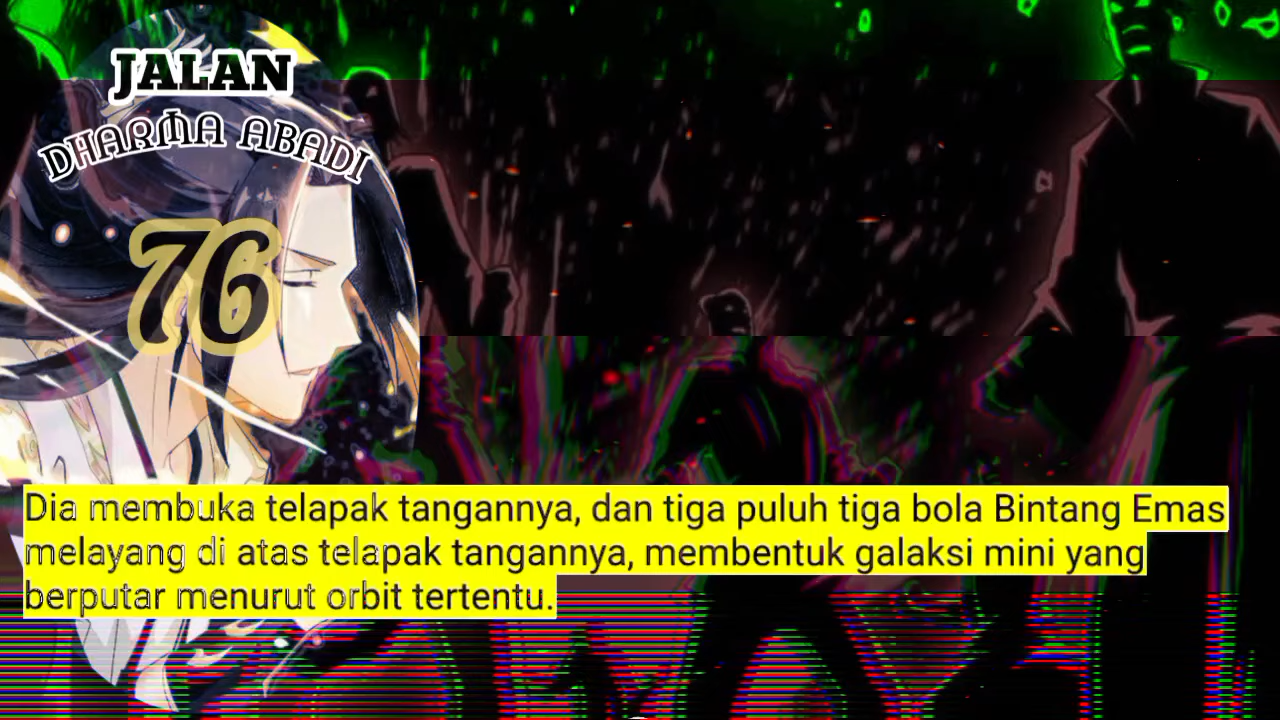 JALAN
DHARMA ABADI
76
Dia membuka telapak tangannya, dan tiga puluh tiga bola Bintang Emas
melayang di atas telapak tangannya, membentuk galaksi mini yang
berputar menurut orbit tertentu.